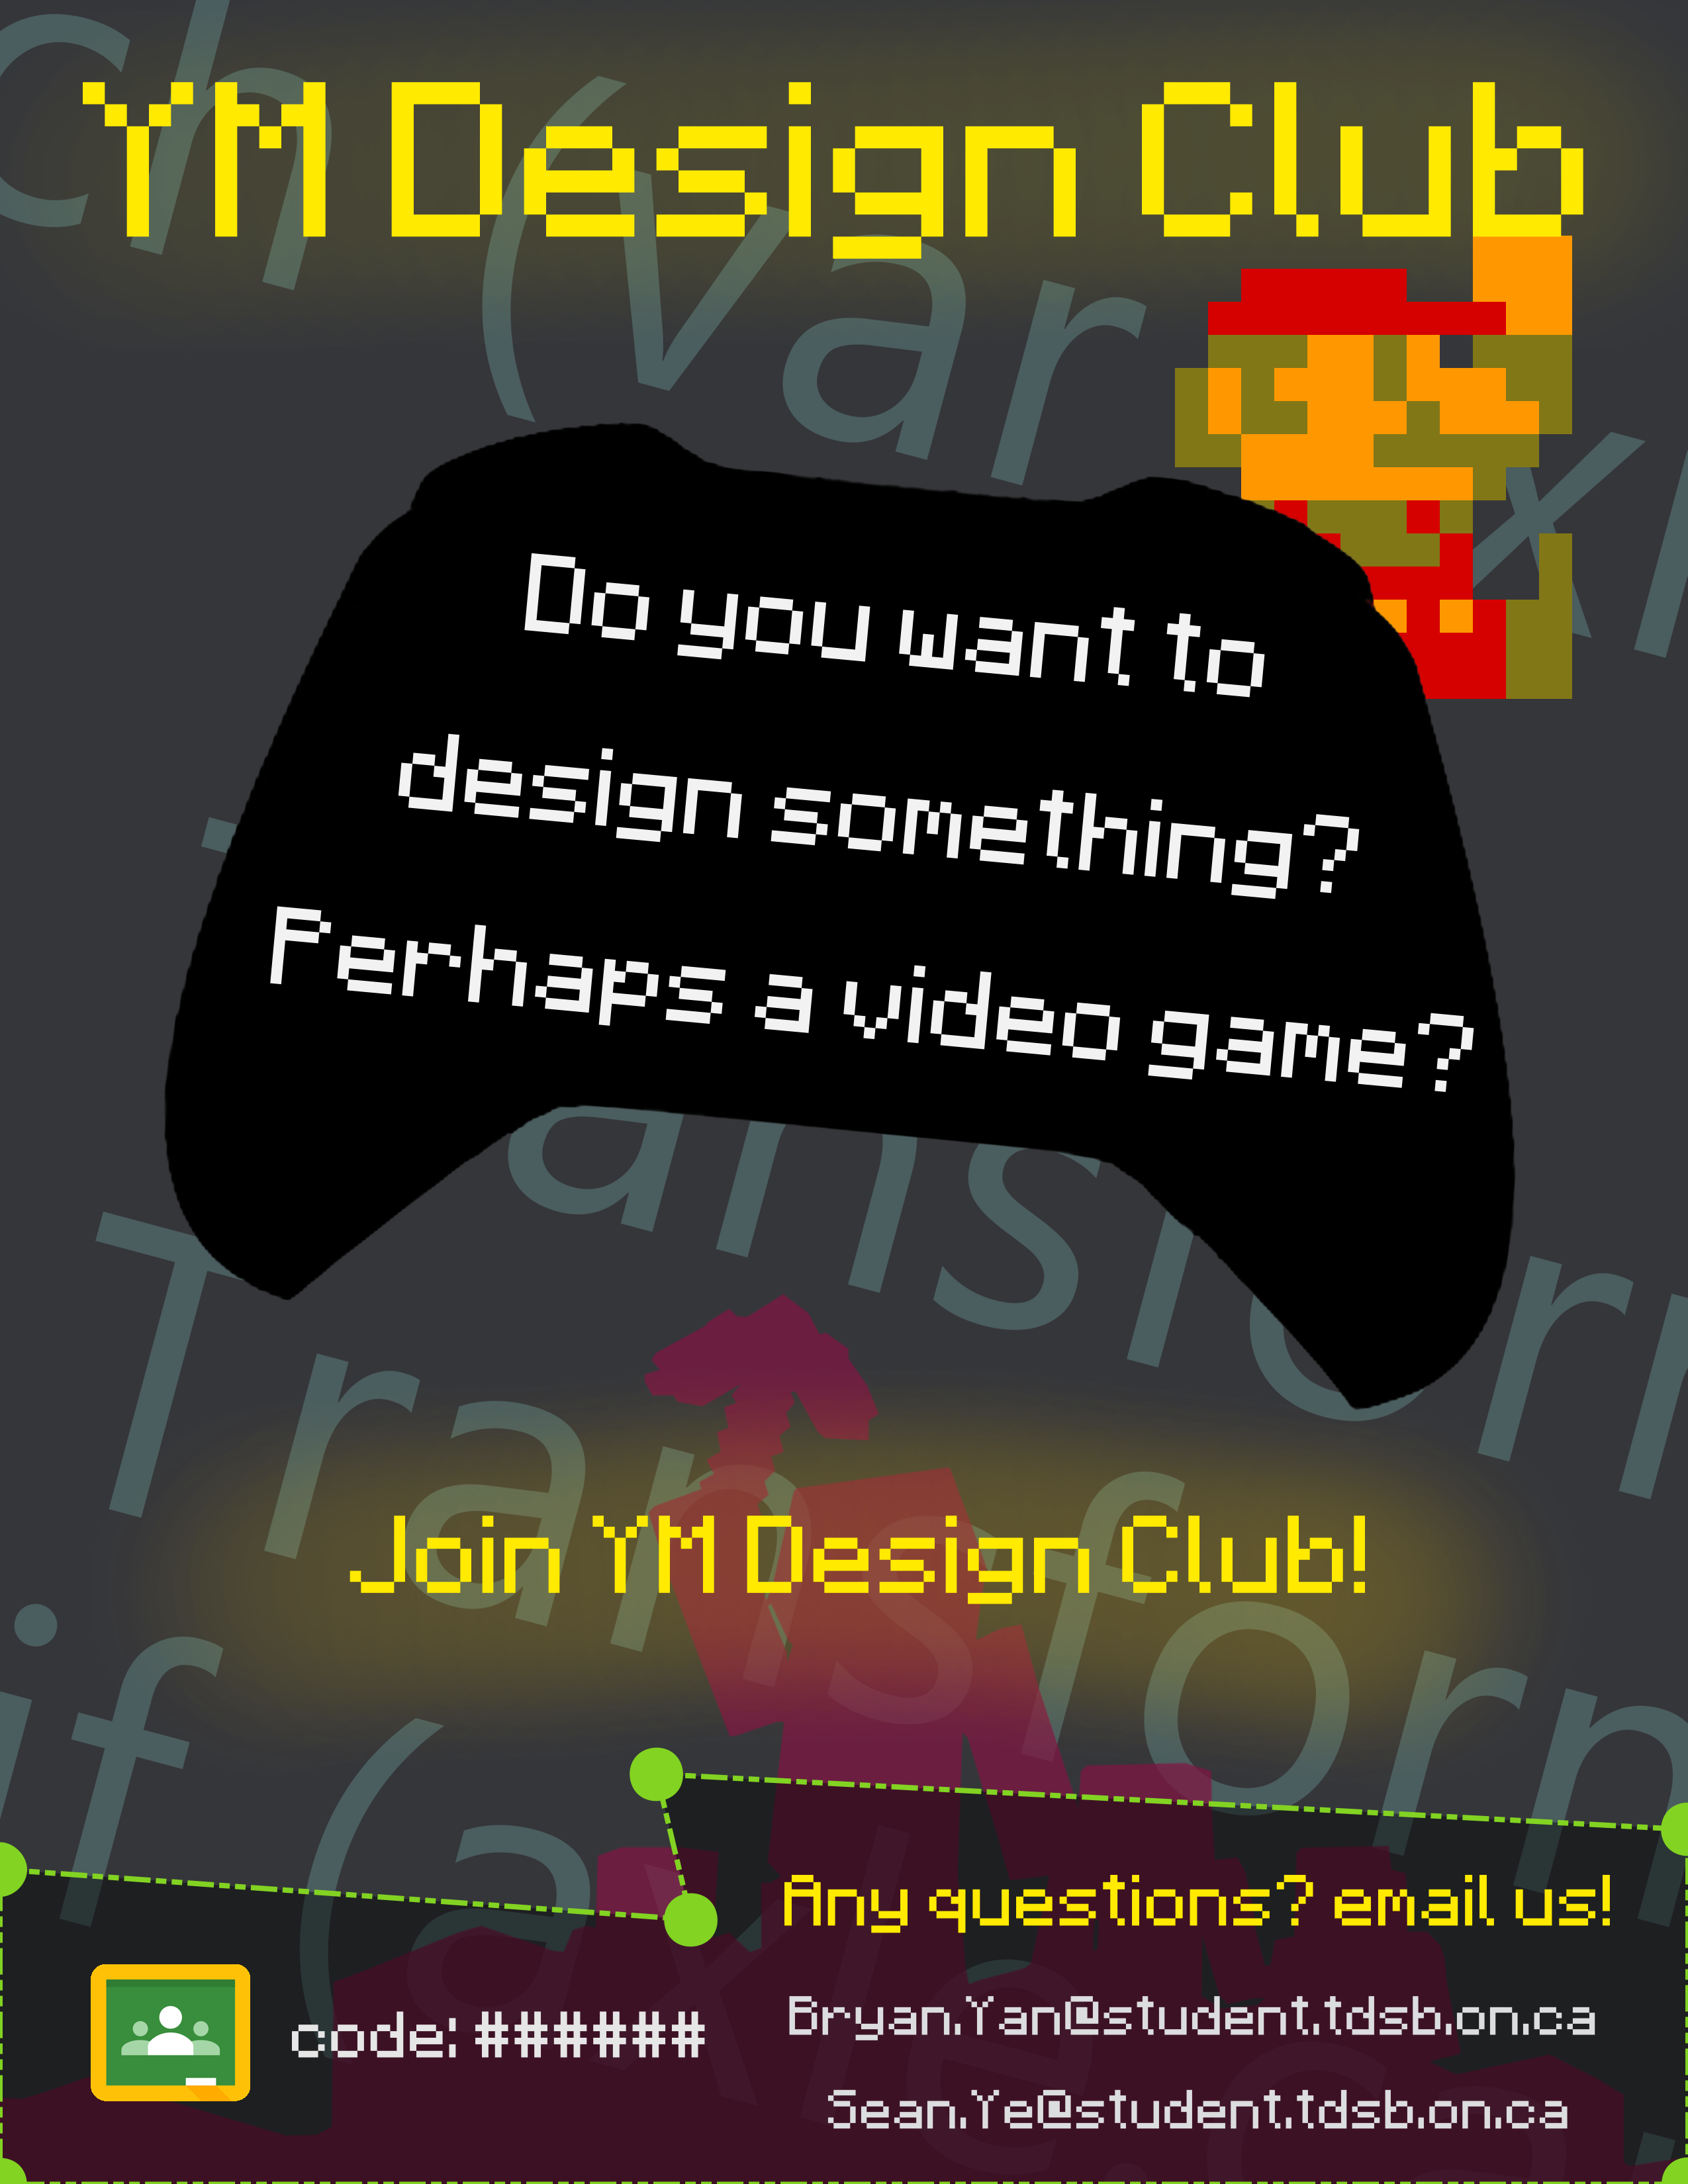 YM Design Club
Do you want to
design something?
Perhaps a video game?
Join YM Design Club!
Any questions? email us!
code: ######
Bryan.Yan@student.tdsb.on.ca
Sean.Ye@student.tdsb.on.ca